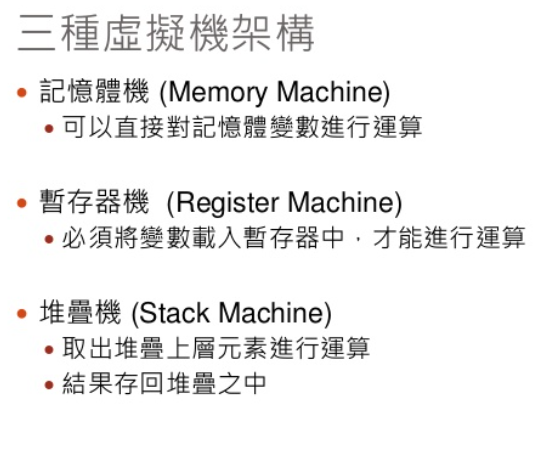 三種虛擬機架構
• 記憶體機 (Memory Machine)
• 可以直接對記憶體變數進行運算
• 暫存器機 (Register Machine)
• 必須將變數載入暫存器中，才能進行運算
• 堆疊機 (Stack Machine)
• 取出堆疊上層元素進行運算
• 結果存回堆疊之中